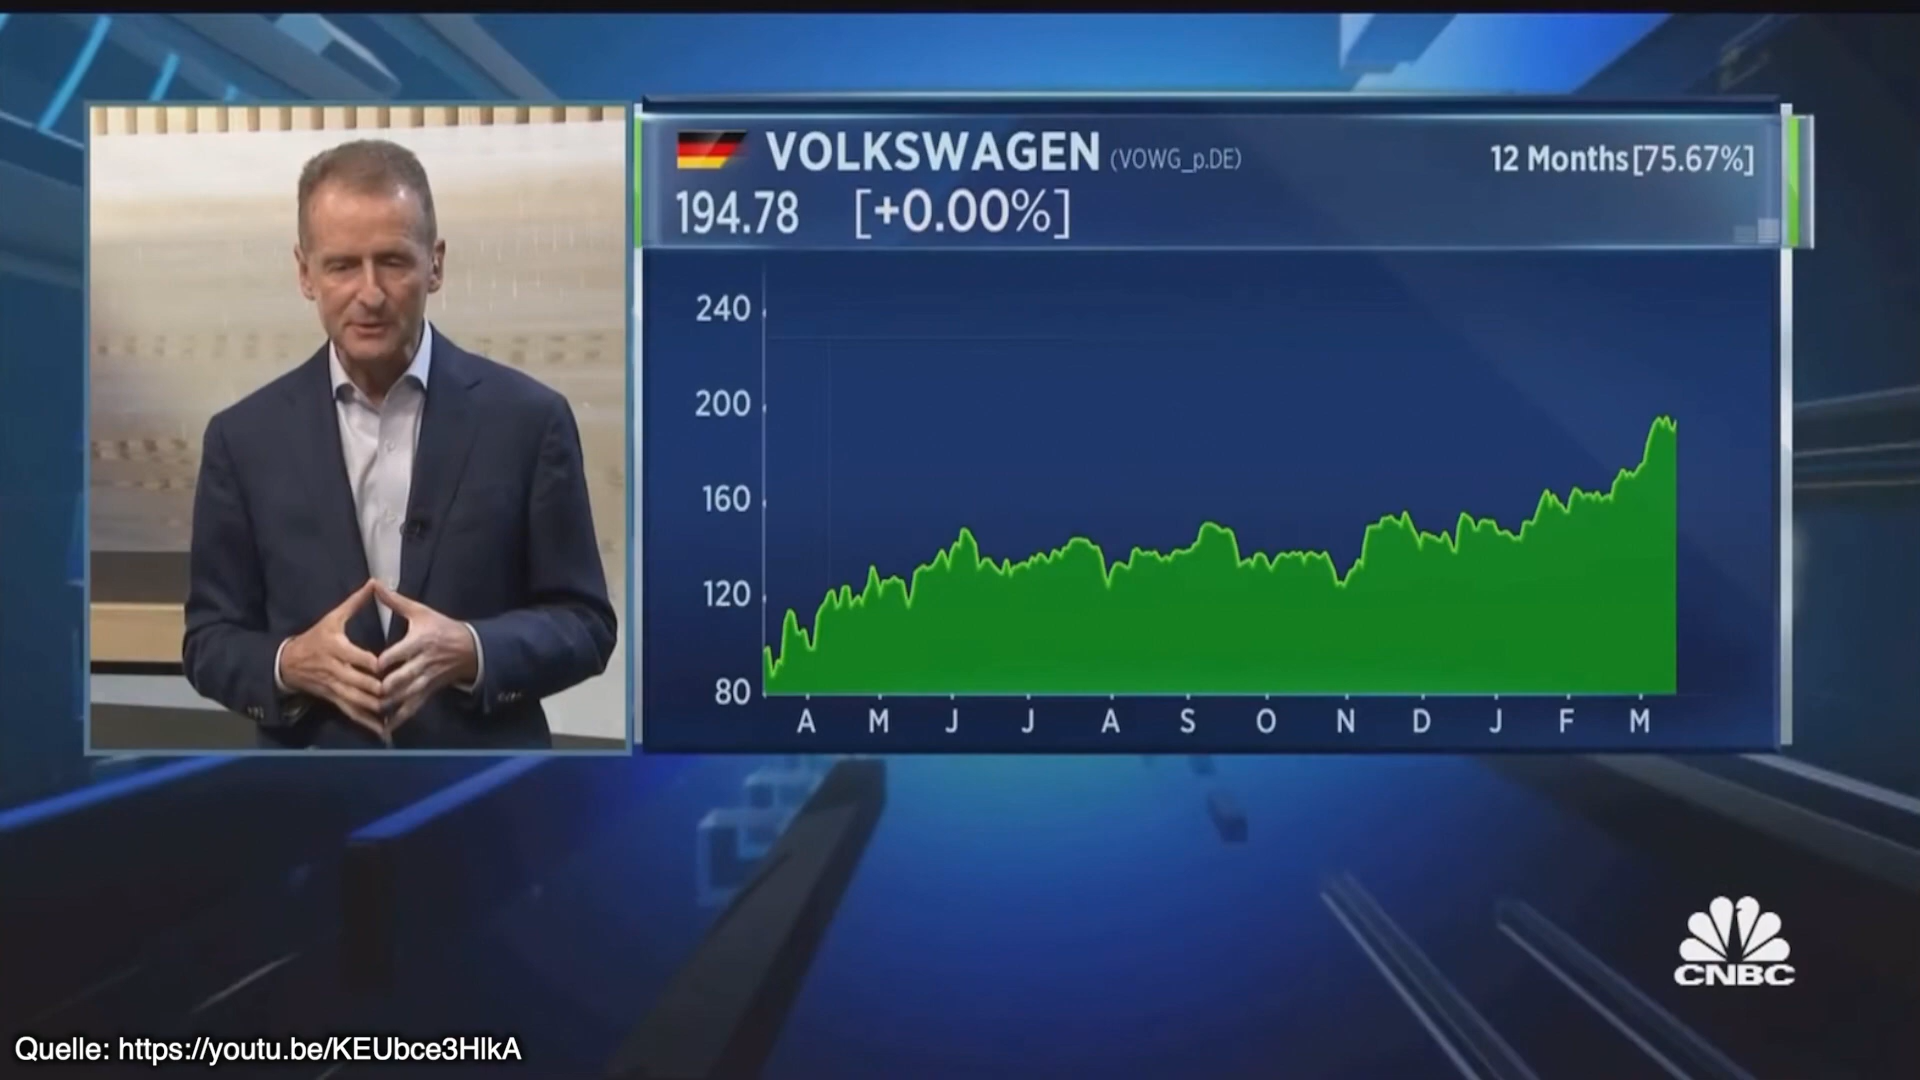 VOLKSWAGEN (VOWG_p.DE)
12 Months[75.67%]
194.78 [+0.00%]
240
200
160
120
80
A M J J A S O N D J F M
CNBC
Quelle: https://youtu.be/KEUbce3HlkA